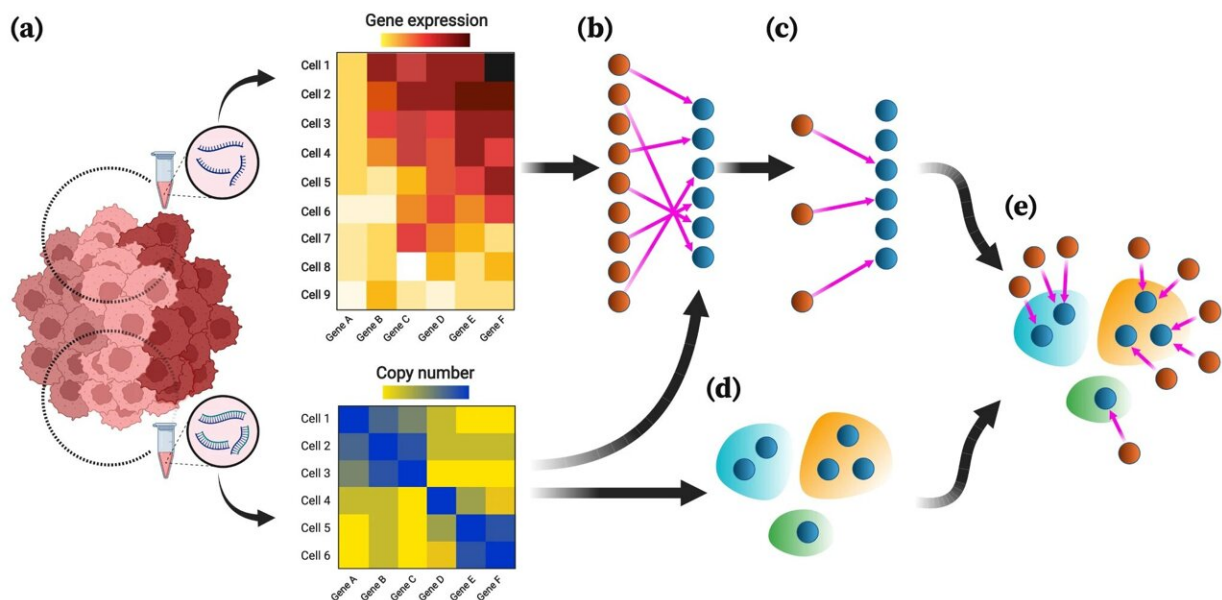 (a)
Gene expression
Cell 1
Cell 2
Cell 3
Cell 4
Cell 5
Cell 6
Cell 7
Cell 8
Cell 9
Gene A
Gene B
Gene C
Gene D
Gene E
Gene F
(b)
(c)
(e)
Copy number
Cell 1
Cell 2
Cell 3
Cell 4
Cell 5
Cell 6
Gene A
Gene B
Gene C
Gene D
Gene E
Gene F
(d)